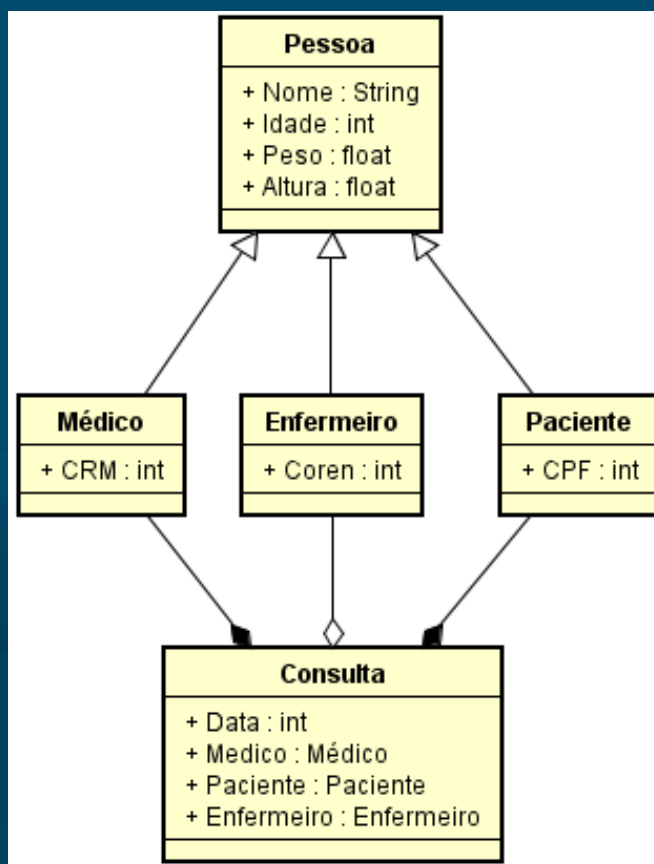 Pessoa
+ Nome : String
+ Idade : int
+ Peso : float
+ Altura : float
Médico
+ CRM : int
Enfermeiro
+ Coren : int
Paciente
+ CPF : int
Consulta
+ Data : int
+ Medico : Médico
+ Paciente : Paciente
+ Enfermeiro : Enfermeiro